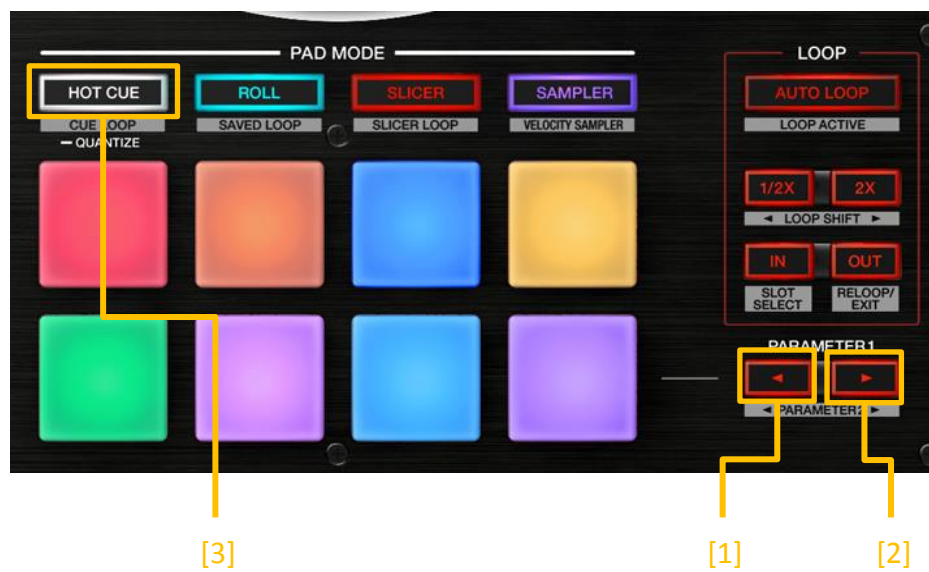 PAD MODE
LOOP
HOT CUE
ROLL
SLICER
SAMPLER
AUTO LOOP
CUE LOOP
SAVED LOOP
SLICER LOOP
VELOCITY SAMPLER
LOOP ACTIVE
— QUANTIZE
1/2X
2X
◄ LOOP SHIFT ►
IN
OUT
SLOT
SELECT
RELOOP/
EXIT
PARAMETER1
◄
►
◄ PARAMETER2 ►
[3]
[1]
[2]